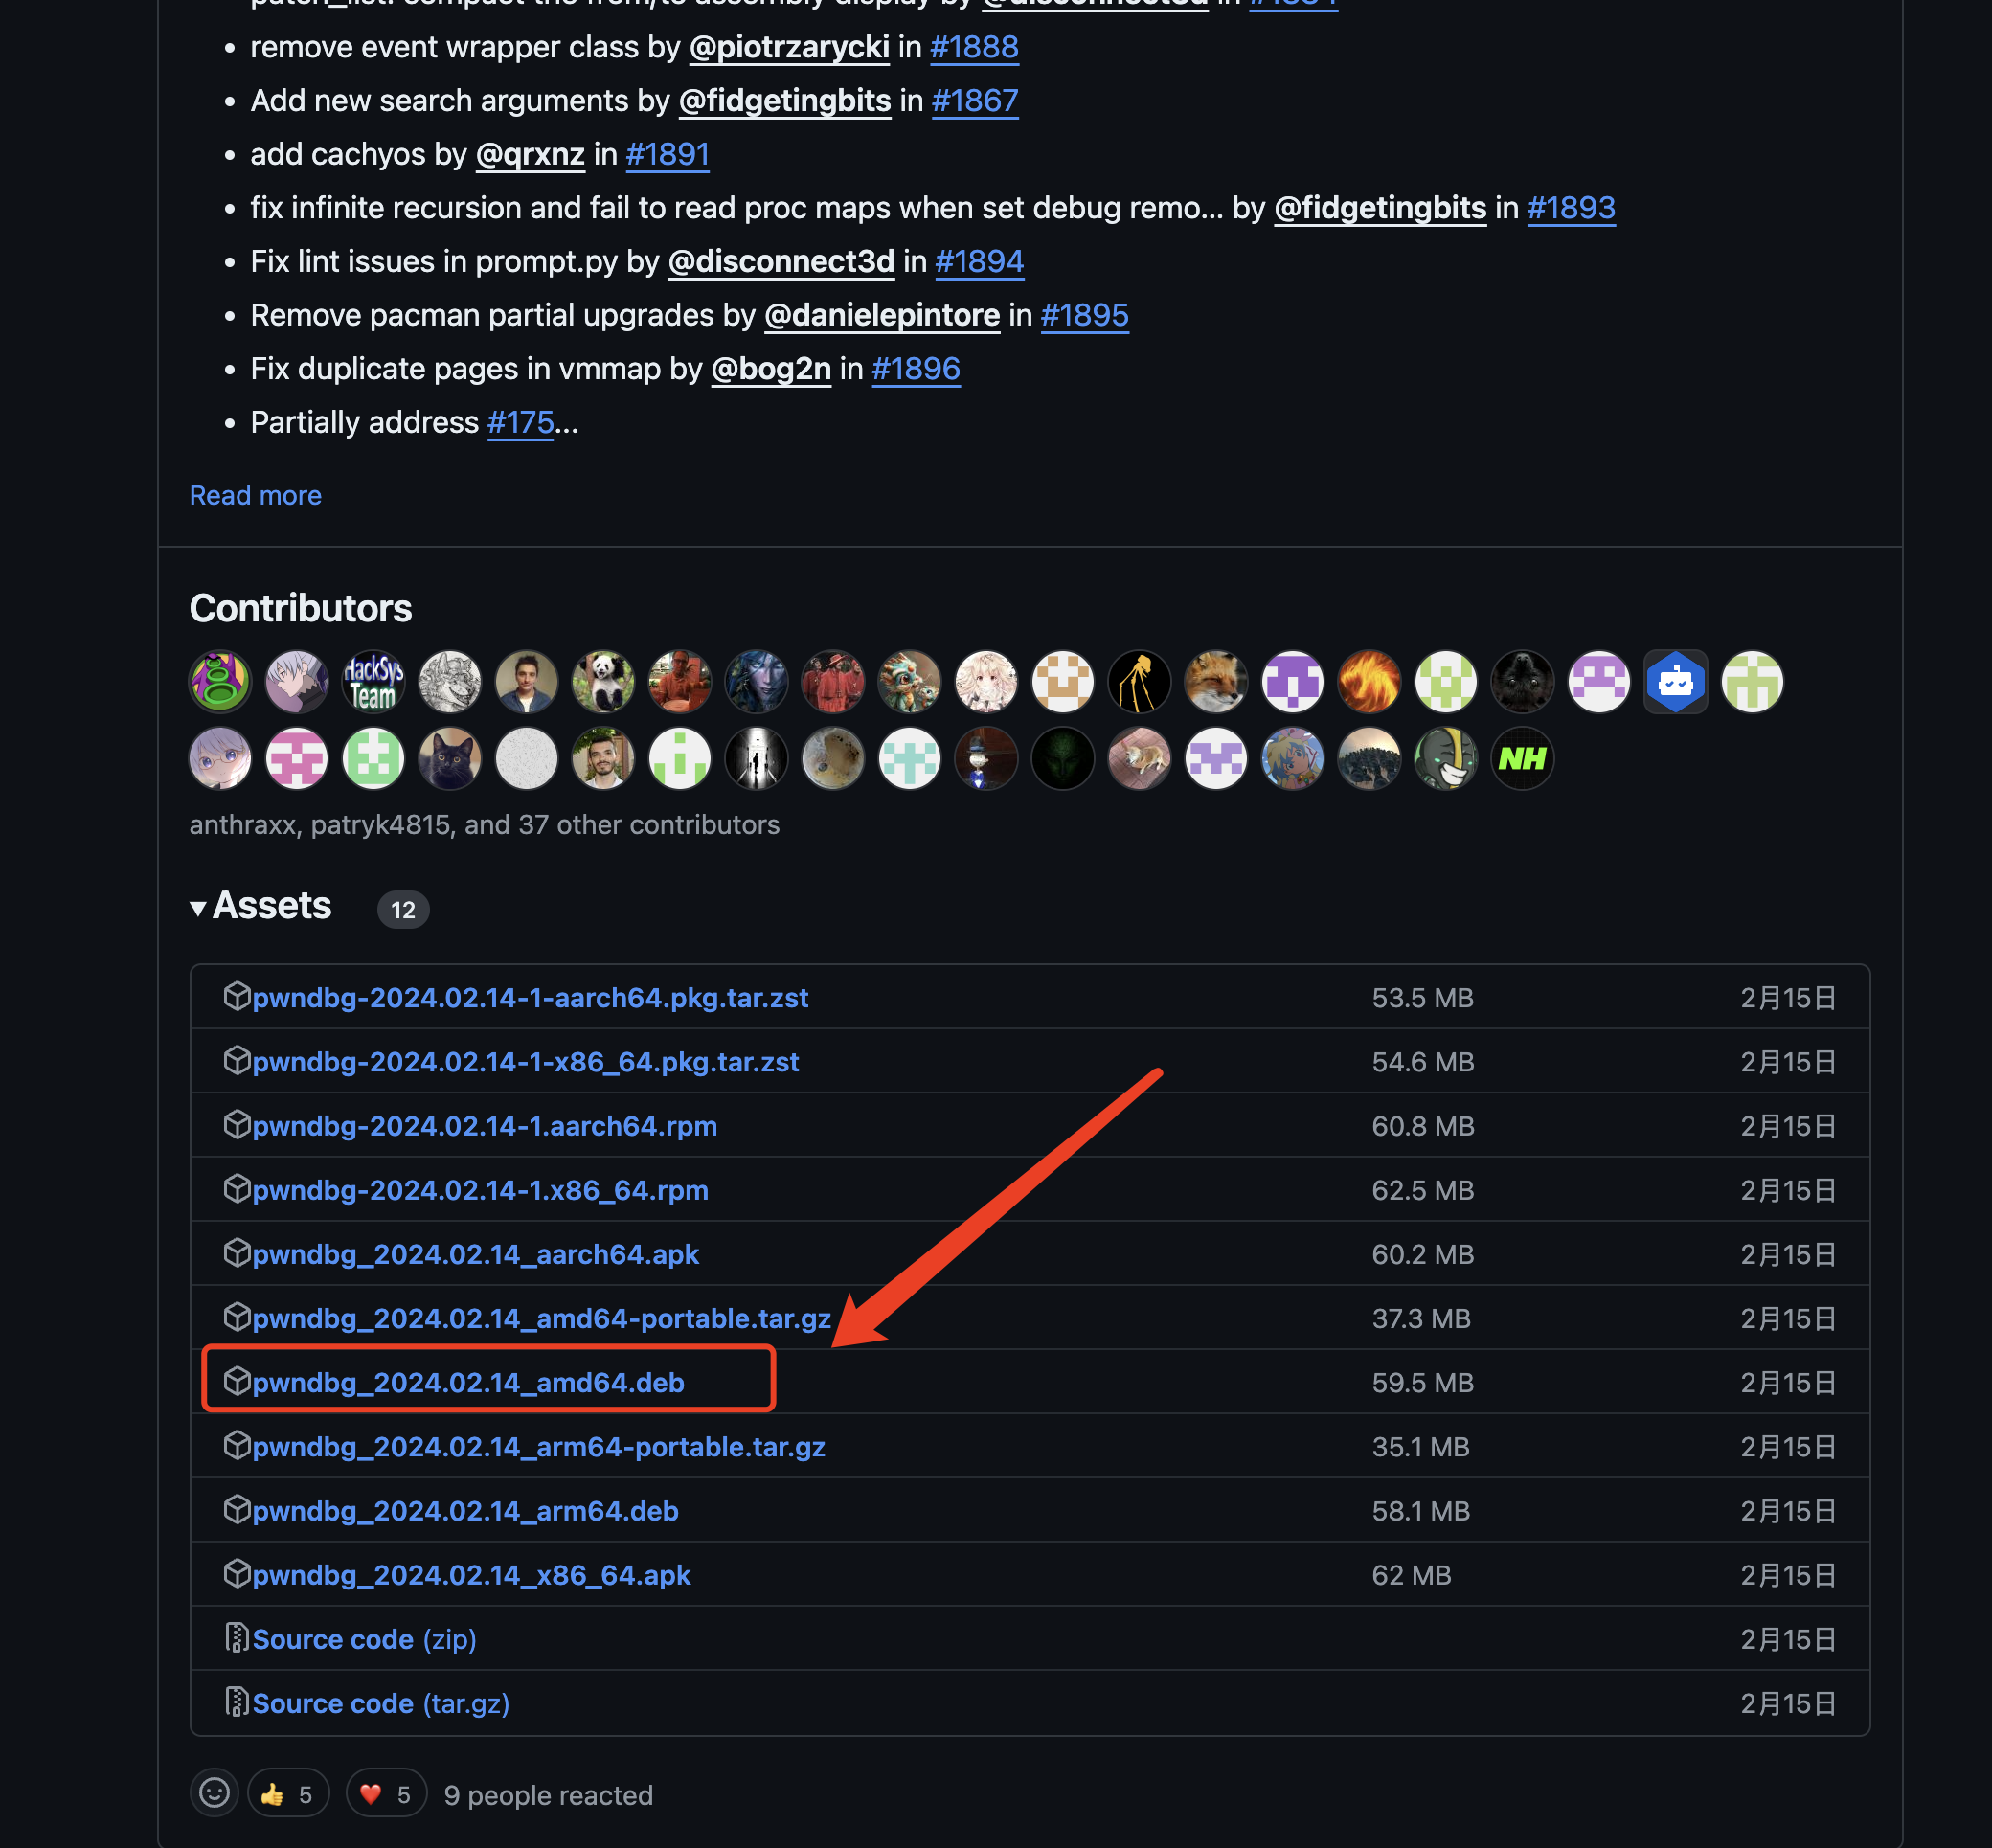 patch_list: compact the from/to assembly display by @disconnect3d in #1884
remove event wrapper class by @piotrzarycki in #1888
Add new search arguments by @fidgetingbits in #1867
add cachyos by @qrxnz in #1891
fix infinite recursion and fail to read proc maps when set debug remo... by @fidgetingbits in #1893
Fix lint issues in prompt.py by @disconnect3d in #1894
Remove pacman partial upgrades by @danielepintore in #1895
Fix duplicate pages in vmmap by @bog2n in #1896
Partially address #175...
Read more
Contributors
HackSys
Team
NH
anthraxx, patryk4815, and 37 other contributors
Assets 12
pwndbg-2024.02.14-1-aarch64.pkg.tar.zst 53.5 MB 2月15日
pwndbg-2024.02.14-1-x86_64.pkg.tar.zst 54.6 MB 2月15日
pwndbg-2024.02.14-1.aarch64.rpm 60.8 MB 2月15日
pwndbg-2024.02.14-1.x86_64.rpm 62.5 MB 2月15日
pwndbg_2024.02.14_aarch64.apk 60.2 MB 2月15日
pwndbg_2024.02.14_amd64-portable.tar.gz 37.3 MB 2月15日
pwndbg_2024.02.14_amd64.deb 59.5 MB 2月15日
pwndbg_2024.02.14_arm64-portable.tar.gz 35.1 MB 2月15日
pwndbg_2024.02.14_arm64.deb 58.1 MB 2月15日
pwndbg_2024.02.14_x86_64.apk 62 MB 2月15日
Source code (zip) 2月15日
Source code (tar.gz) 2月15日
👍 5 ❤️ 5 9 people reacted